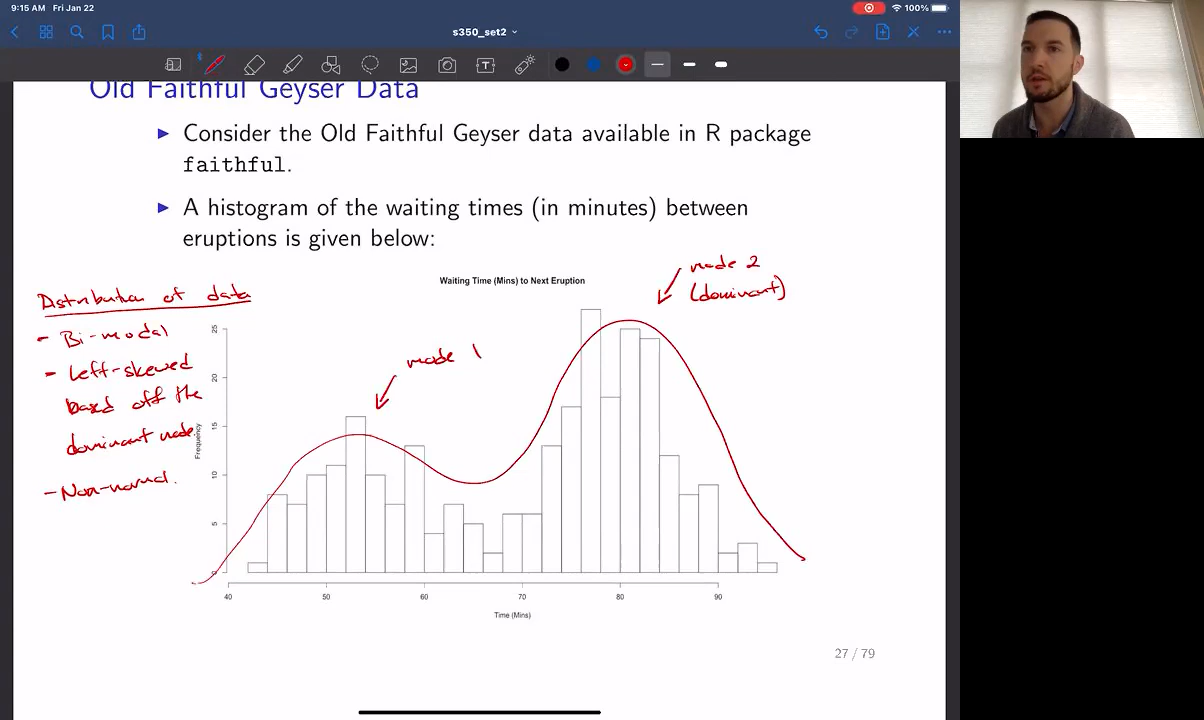 9:15 AM Fri Jan 22
100%
s350_set2
Old Faithful Geyser Data
Consider the Old Faithful Geyser data available in R package
faithful.
A histogram of the waiting times (in minutes) between
eruptions is given below:
Waiting Time (Mins) to Next Eruption
mode 2
(dominant)
mode 1
Distribution of data
- Bi-modal
- Left-skewed
based off the
dominant mode.
- Non-normal.
Frequency
25
20
15
10
5
0
40 50 60 70 80 90
Time (Mins)
27 / 79